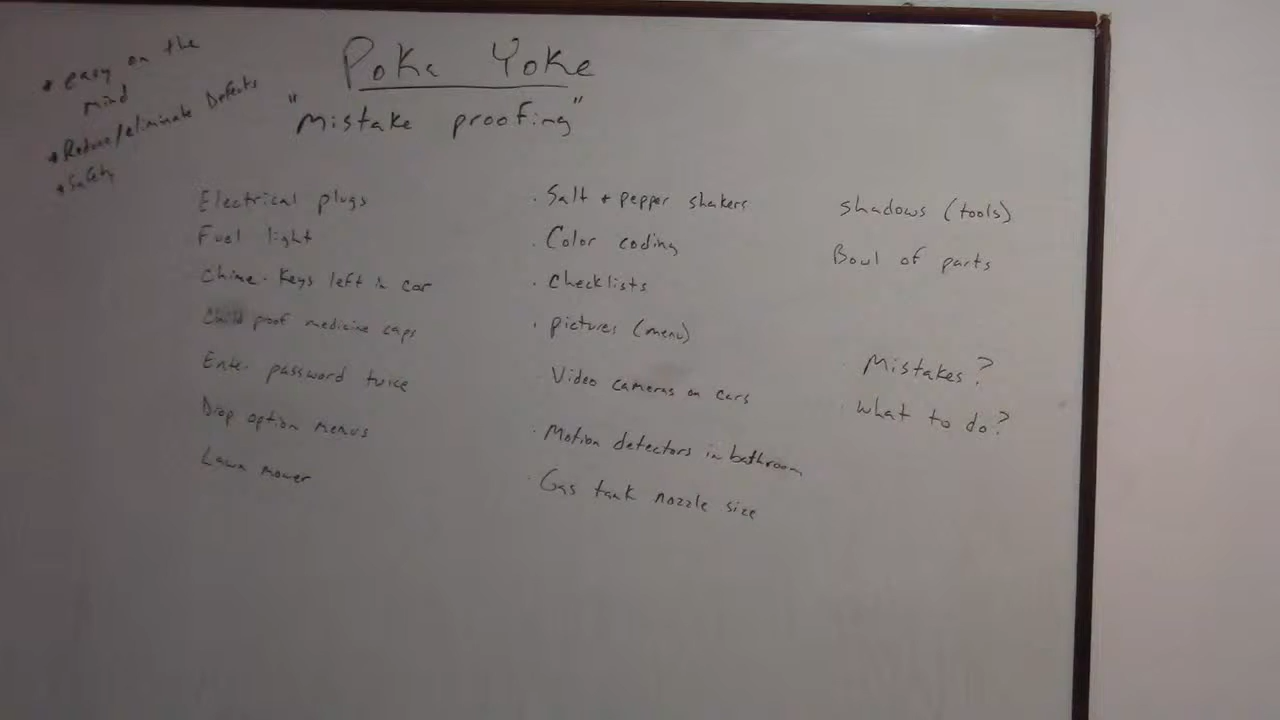 Poka Yoke
"Mistake proofing"
* easy on the
mind
* Reduce/eliminate Defects
* Safety
Electrical plugs
Fuel light
Chime - Keys left in car
Child proof medicine caps
Enter password twice
Drop option menus
Lawn mower
. Salt + pepper shakers
. Color coding
. checklists
. pictures (menu)
. Video cameras on cars
. Motion detectors in bathroom
. Gas tank nozzle size
shadows (tools)
Bowl of parts
Mistakes?
what to do?